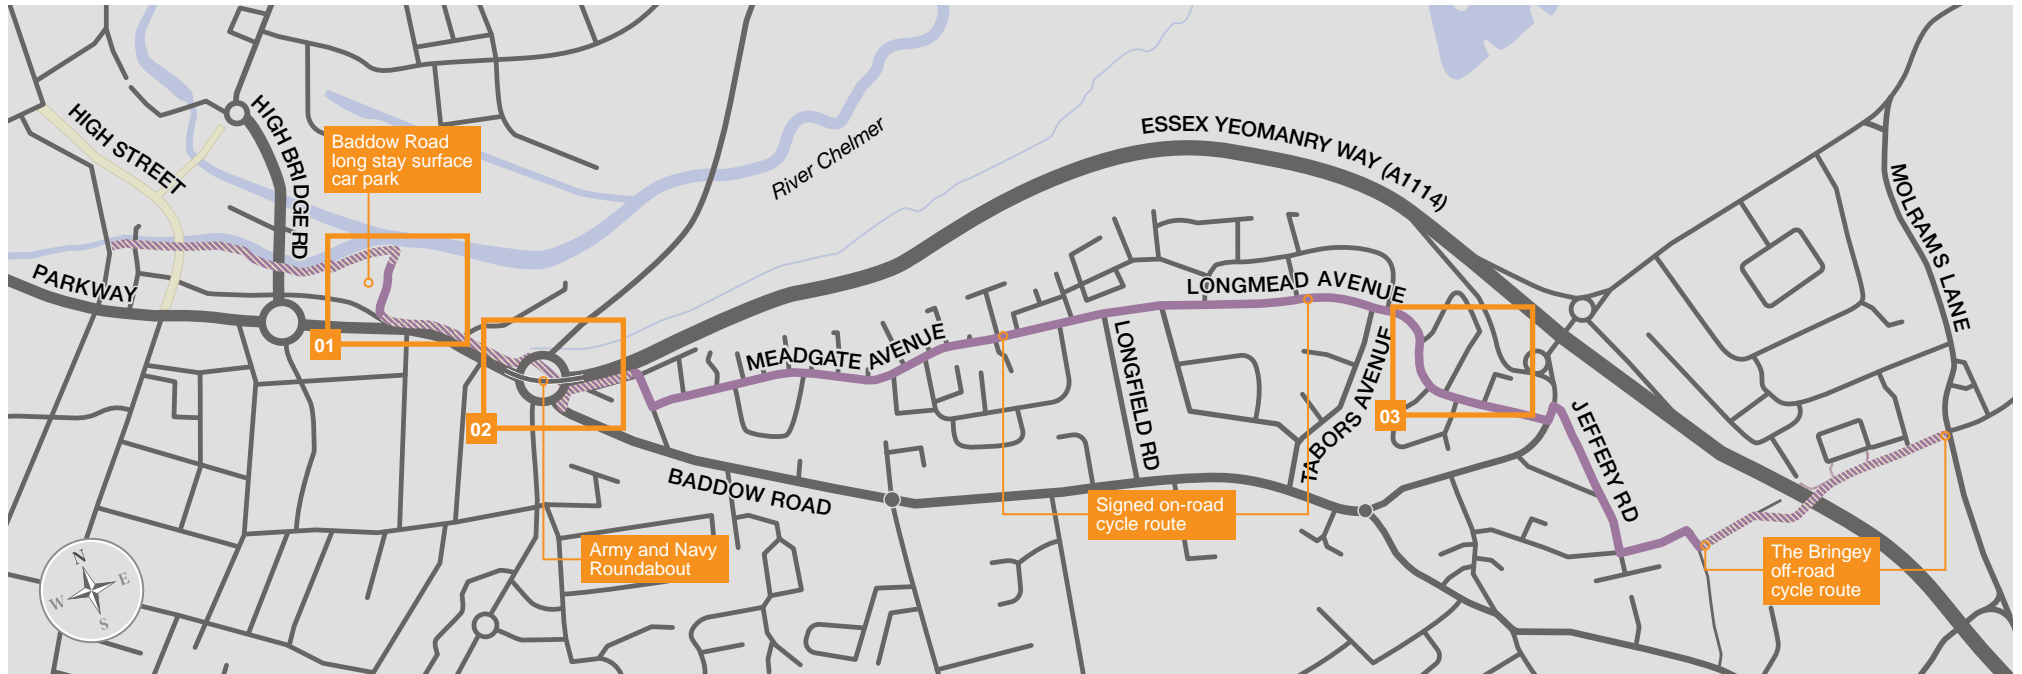 HIGH STREET
HIGH BRIDGE RD
Baddow Road
long stay surface
car park
River Chelmer
ESSEX YEOMANRY WAY (A1114)
MOLRAMS LANE
PARKWAY
01
LONGMEAD AVENUE
MEADGATE AVENUE
LONGFIELD RD
TABORS AVENUE
02
03
JEFFERY RD
BADDOW ROAD
Signed on-road
cycle route
Army and Navy
Roundabout
The Bringey
off-road
cycle route
N
E
W
S